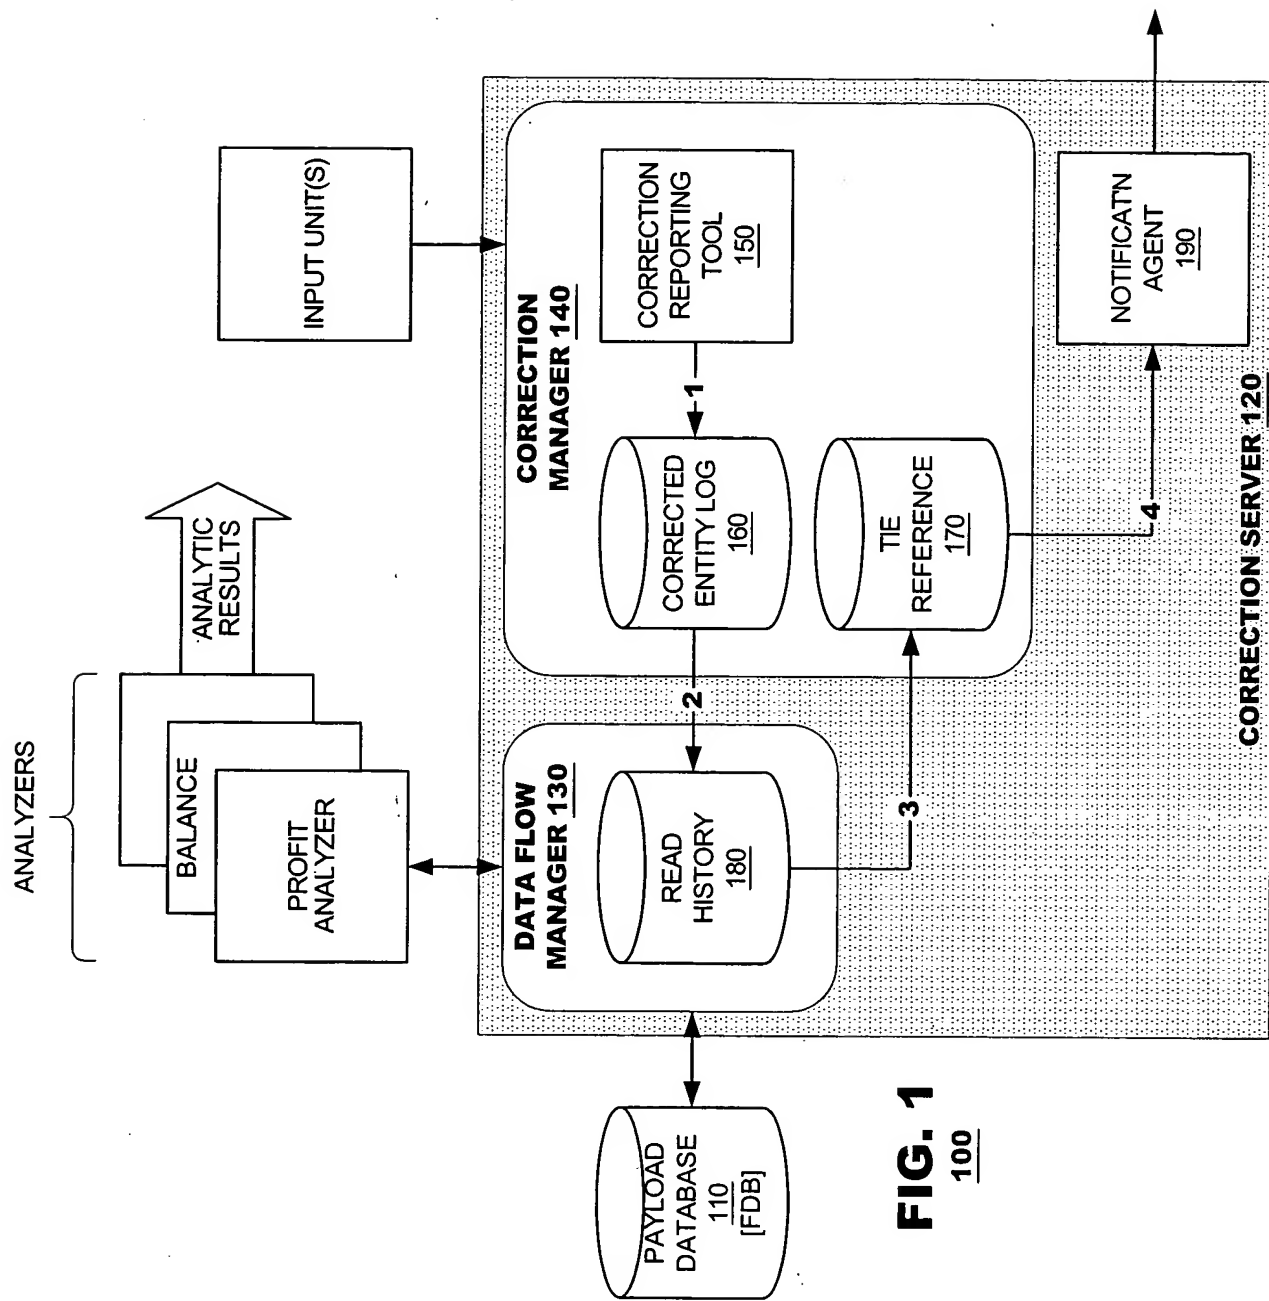 ANALYZERS
BALANCE
PROFIT
ANALYZER
ANALYTIC
RESULTS
INPUT UNIT(S)
PAYLOAD
DATABASE
110
[FDB]
DATA FLOW
MANAGER 130
READ
HISTORY
180
CORRECTION
MANAGER 140
CORRECTED
ENTITY LOG
160
CORRECTION
REPORTING
TOOL
150
TIE
REFERENCE
170
NOTIFICAT'N
AGENT
190
1
2
3
4
CORRECTION SERVER 120
FIG. 1
100